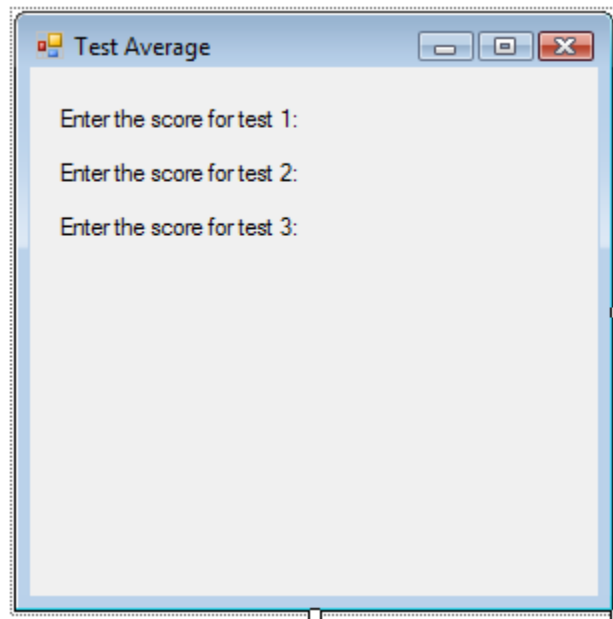 Test Average
Enter the score for test 1:
Enter the score for test 2:
Enter the score for test 3: